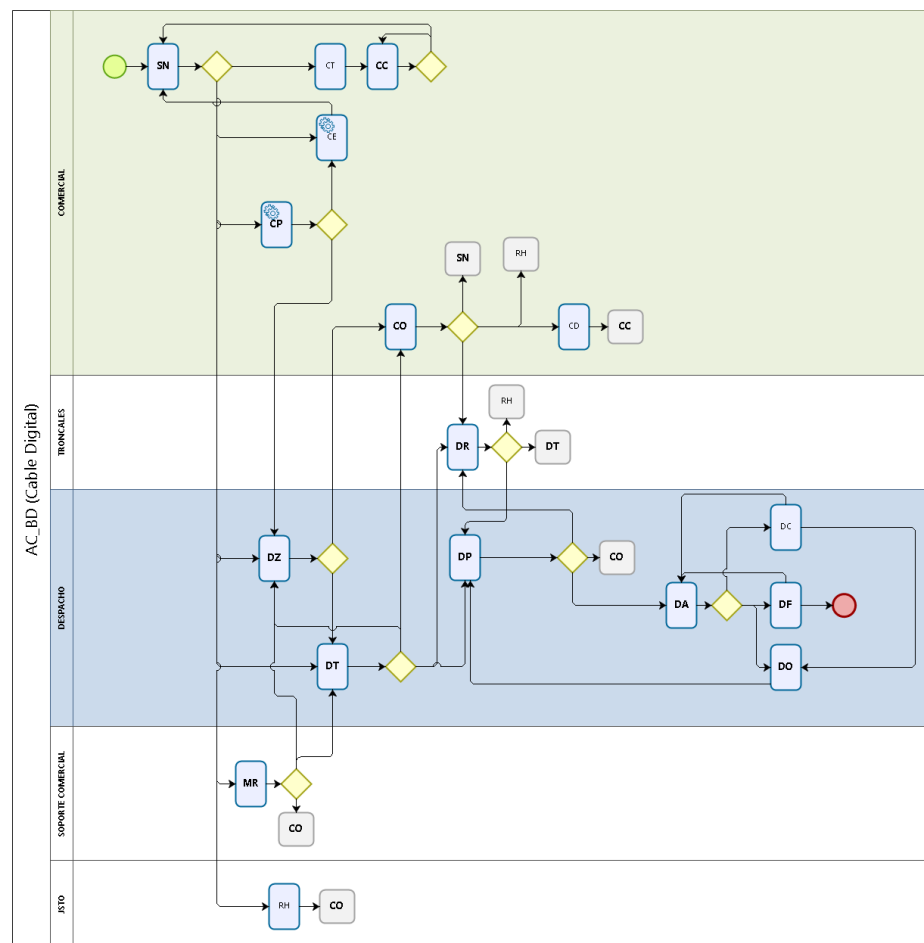 AC_BD (Cable Digital)
COMERCIAL
SN
CT
CC
CE
CP
SN
RH
CO
CD
CC
TRONCALES
RH
DR
DT
DESPACHO
DC
DZ
DP
CO
DA
DF
DT
DO
SOPORTE COMERCIAL
MR
CO
JSTO
RH
CO